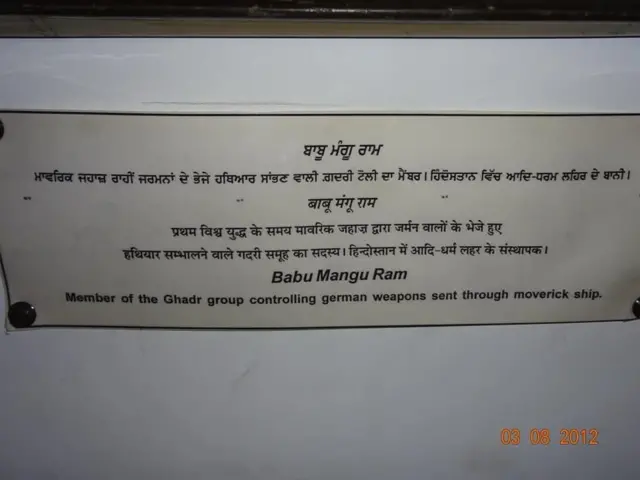 ਬਾਬੂ ਮੰਗੂ ਰਾਮ
ਮਾਵਰਿਕ ਜਹਾਜ਼ ਰਾਹੀਂ ਜਰਮਨਾਂ ਦੇ ਭੇਜੇ ਹਥਿਆਰ ਸਾਂਭਣ ਵਾਲੀ ਗ਼ਦਰੀ ਟੋਲੀ ਦਾ ਮੈਂਬਰ। ਹਿੰਦੋਸਤਾਨ ਵਿੱਚ ਆਦਿ-ਧਰਮ ਲਹਿਰ ਦੇ ਬਾਨੀ।
बाबू मंगू राम
प्रथम विश्व युद्ध के समय मावरिक जहाज़ द्वारा जर्मन वालों के भेजे हुए
हथियार सम्भालने वाले गदरी समूह का सदस्य। हिन्दोस्तान में आदि-धर्म लहर के संस्थापक।
Babu Mangu Ram
Member of the Ghadr group controlling german weapons sent through moverick ship.
03 08 2012